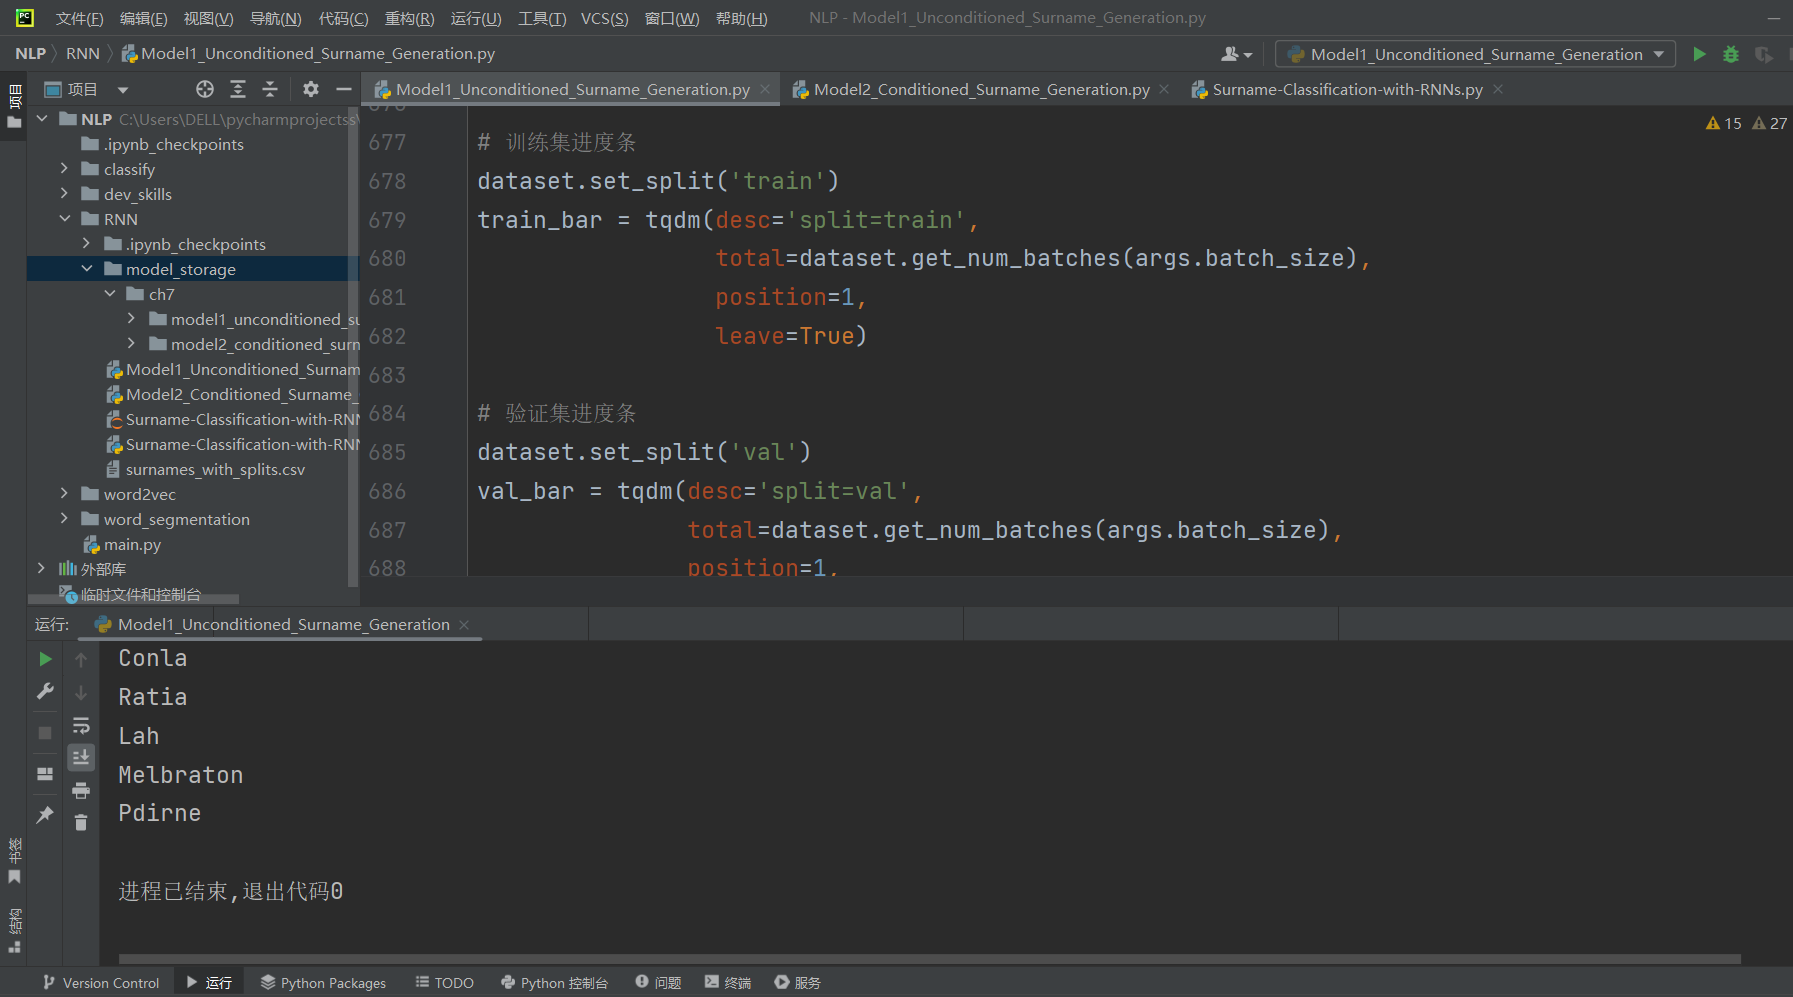 文件(F) 编辑(E) 视图(V) 导航(N) 代码(C) 重构(R) 运行(U) 工具(T) VCS(S) 窗口(W) 帮助(H) NLP - Model1_Unconditioned_Surname_Generation.py
NLP RNN Model1_Unconditioned_Surname_Generation.py
Model1_Unconditioned_Surname_Generation
项目
项目
Model1_Unconditioned_Surname_Generation.py
Model2_Conditioned_Surname_Generation.py
Surname-Classification-with-RNNs.py
NLP C:\Users\DELL\pycharmprojectss\
.ipynb_checkpoints
classify
dev_skills
RNN
.ipynb_checkpoints
model_storage
ch7
model1_unconditioned_su
model2_conditioned_surn
Model1_Unconditioned_Surnam
Model2_Conditioned_Surname_
Surname-Classification-with-RNN
Surname-Classification-with-RNN
surnames_with_splits.csv
word2vec
word_segmentation
main.py
外部库
临时文件和控制台
15 27
677 # 训练集进度条
678 dataset.set_split('train')
679 train_bar = tqdm(desc='split=train',
680 total=dataset.get_num_batches(args.batch_size),
681 position=1,
682 leave=True)
683
684 # 验证集进度条
685 dataset.set_split('val')
686 val_bar = tqdm(desc='split=val',
687 total=dataset.get_num_batches(args.batch_size),
688 position=1,
运行: Model1_Unconditioned_Surname_Generation
Conla
Ratia
Lah
Melbraton
Pdirne
进程已结束,退出代码0
书签
结构
Version Control 运行 Python Packages TODO Python 控制台 问题 终端 服务